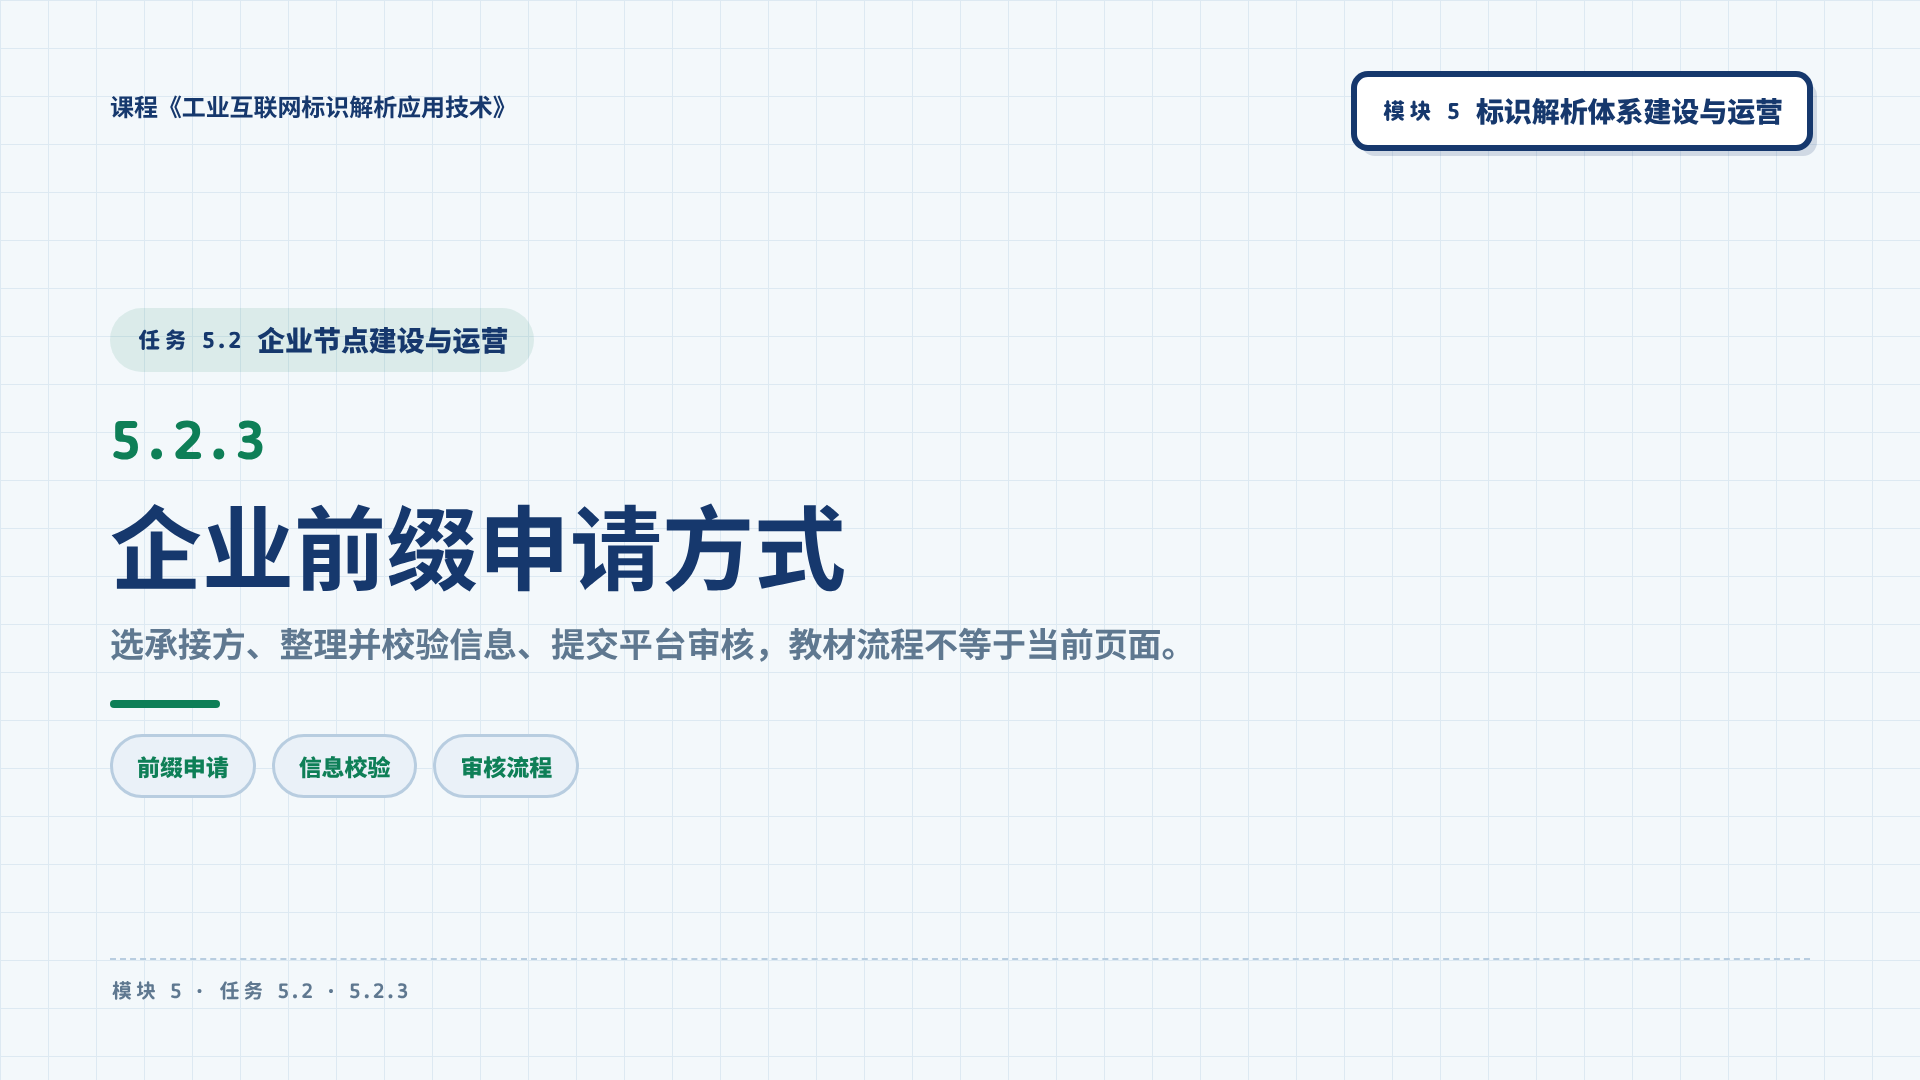 课程《工业互联网标识解析应用技术》
模块 5 标识解析体系建设与运营
任务 5.2 企业节点建设与运营
5.2.3
企业前缀申请方式
选承接方、整理并校验信息、提交平台审核，教材流程不等于当前页面。
前缀申请 信息校验 审核流程
模块 5 · 任务 5.2 · 5.2.3